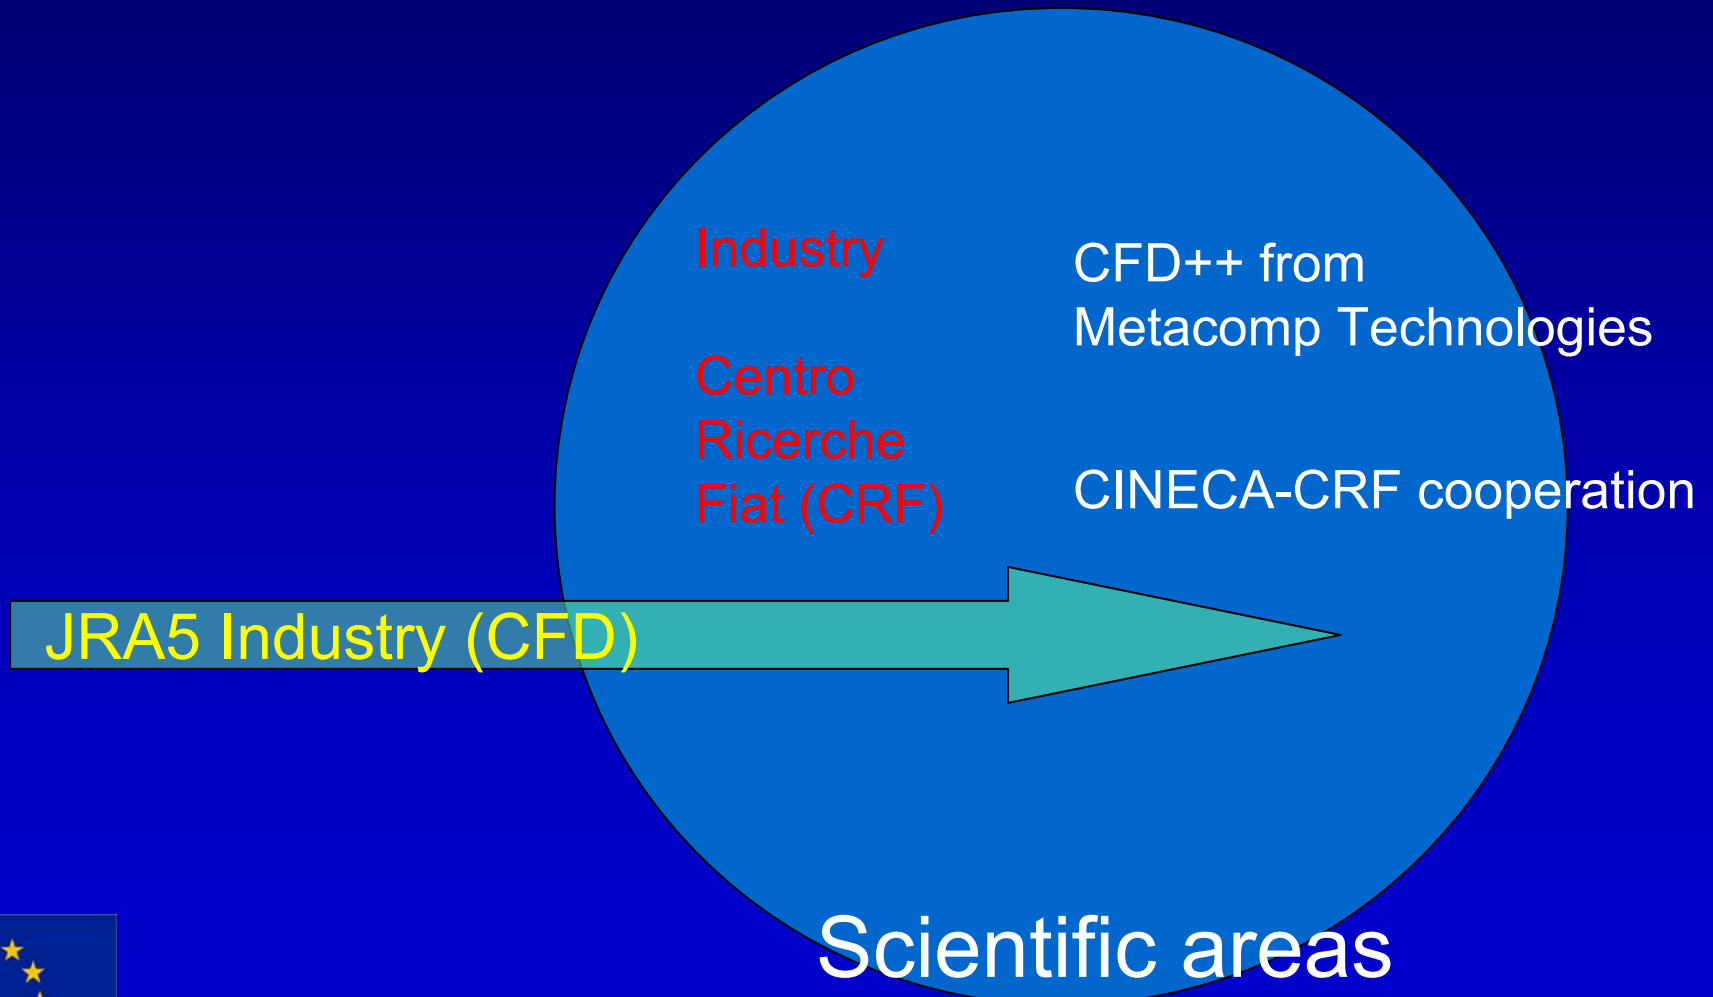 Industry
Centro
Ricerche
Fiat (CRF)
CFD++ from
Metacomp Technologies
CINECA-CRF cooperation
JRA5 Industry (CFD)
Scientific areas